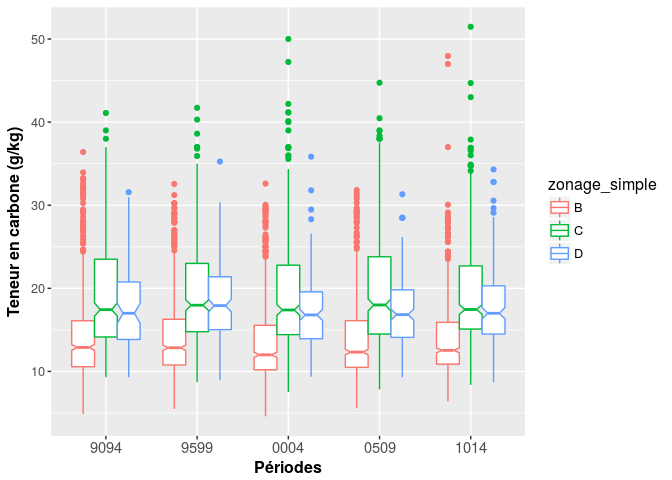 50
40
30
20
10
Teneur en carbone (g/kg)
9094
9599
0004
0509
1014
Périodes
zonage_simple
B
C
D